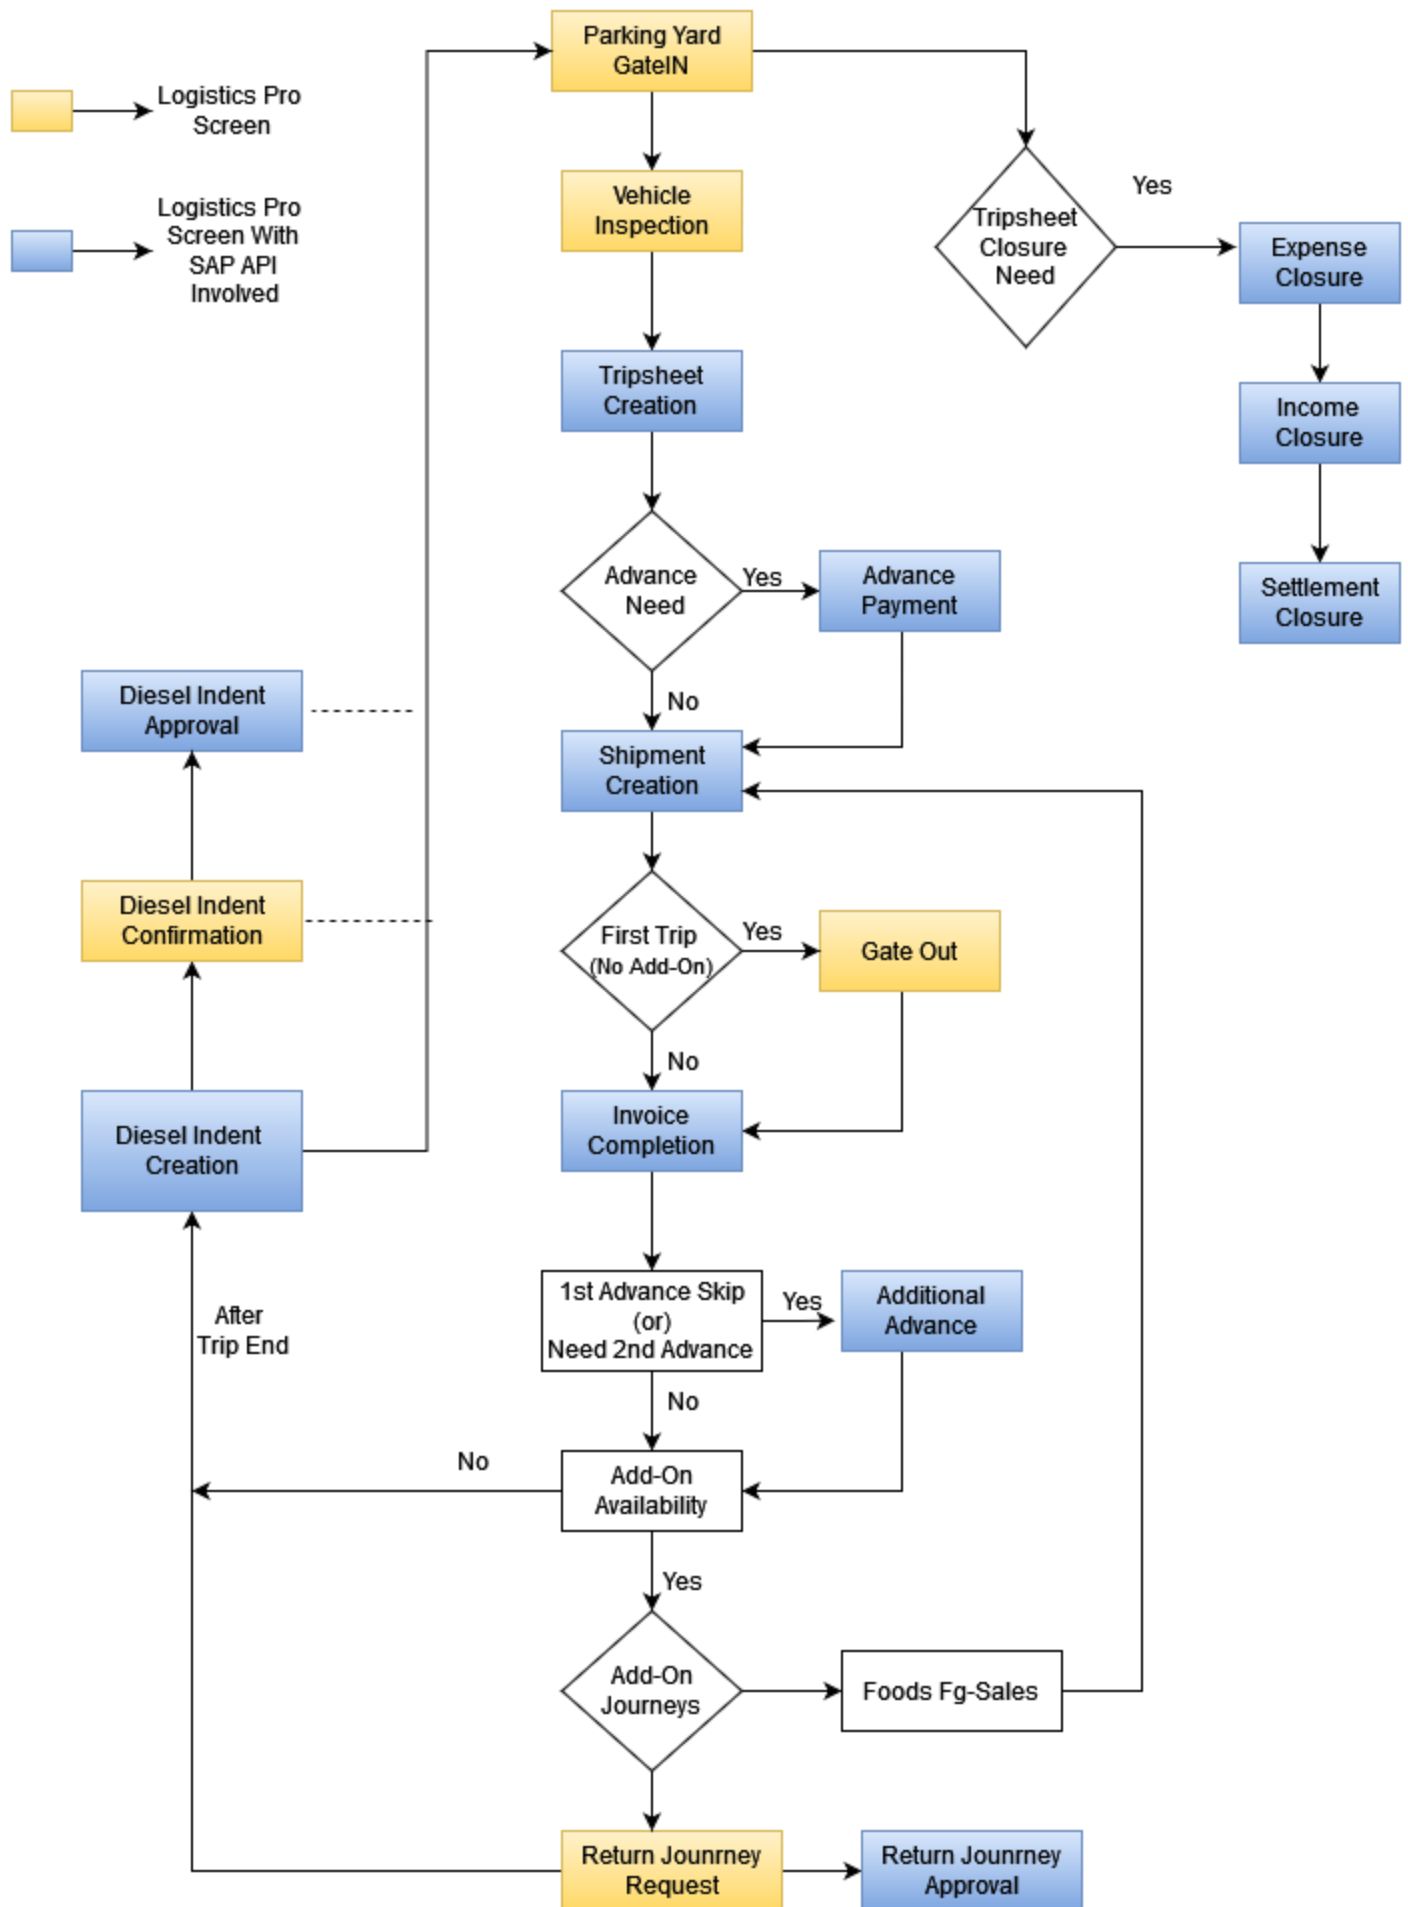 Parking Yard
GateIN
Logistics Pro
Screen
Logistics Pro
Screen With
SAP API
Involved
Vehicle
Inspection
Yes
Tripsheet
Closure
Need
Expense
Closure
Tripsheet
Creation
Income
Closure
Advance
Need
Yes
Advance
Payment
Settlement
Closure
No
Diesel Indent
Approval
Shipment
Creation
Diesel Indent
Confirmation
First Trip
(No Add-On)
Yes
Gate Out
No
Diesel Indent
Creation
Invoice
Completion
After
Trip End
1st Advance Skip
(or)
Need 2nd Advance
Yes
Additional
Advance
No
No
Add-On
Availability
Yes
Add-On
Journeys
Foods Fg-Sales
Return Jounrney
Request
Return Jounrney
Approval